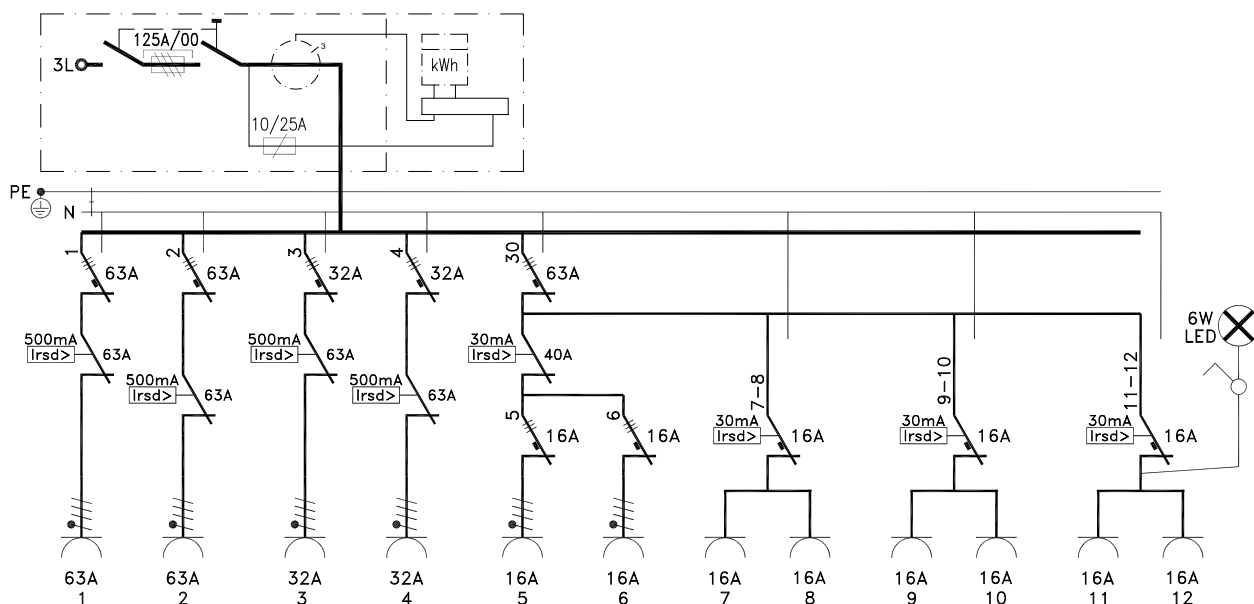 125A/00
3
3L
kWh
10/25A
PE
N
1
2
3
4
30
63A
63A
32A
32A
63A
6W
LED
500mA
Irsd>
63A
500mA
Irsd>
63A
500mA
Irsd>
63A
500mA
Irsd>
63A
30mA
Irsd>
40A
5
16A
6
16A
7-8
30mA
Irsd>
16A
9-10
30mA
Irsd>
16A
11-12
30mA
Irsd>
16A
63A
63A
32A
32A
16A
16A
16A
16A
16A
16A
16A
16A
1
2
3
4
5
6
7
8
9
10
11
12